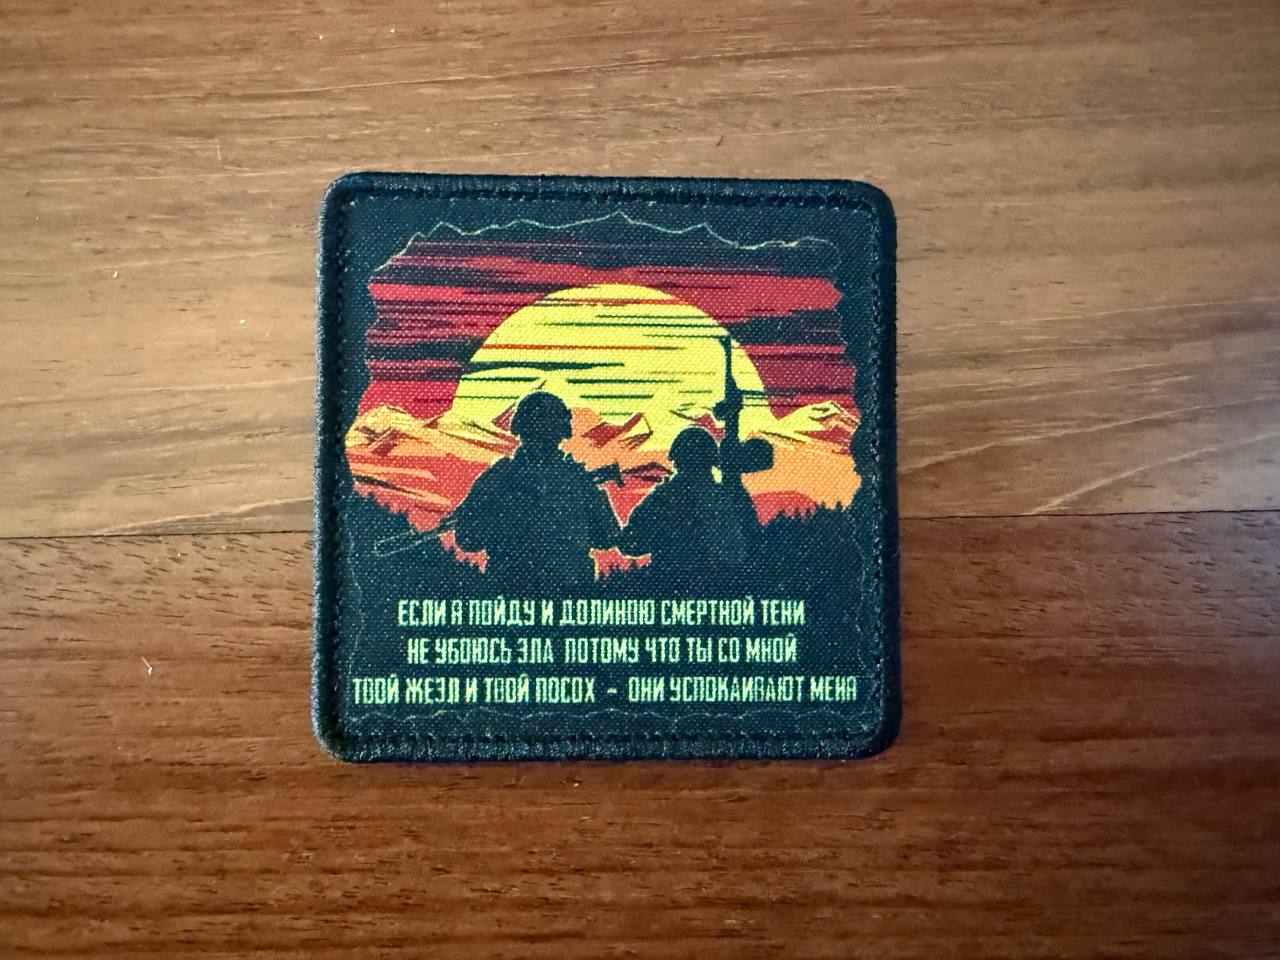 ЕСЛИ Я ПОЙДУ И ДОЛИНОЮ СМЕРТНОЙ ТЕНИ
НЕ УБОЮСЬ ЗЛА ПОТОМУ ЧТО ТЫ СО МНОЙ
ТВОЙ ЖЕЗЛ И ТВОЙ ПОСОХ - ОНИ УСПОКАИВАЮТ МЕНЯ